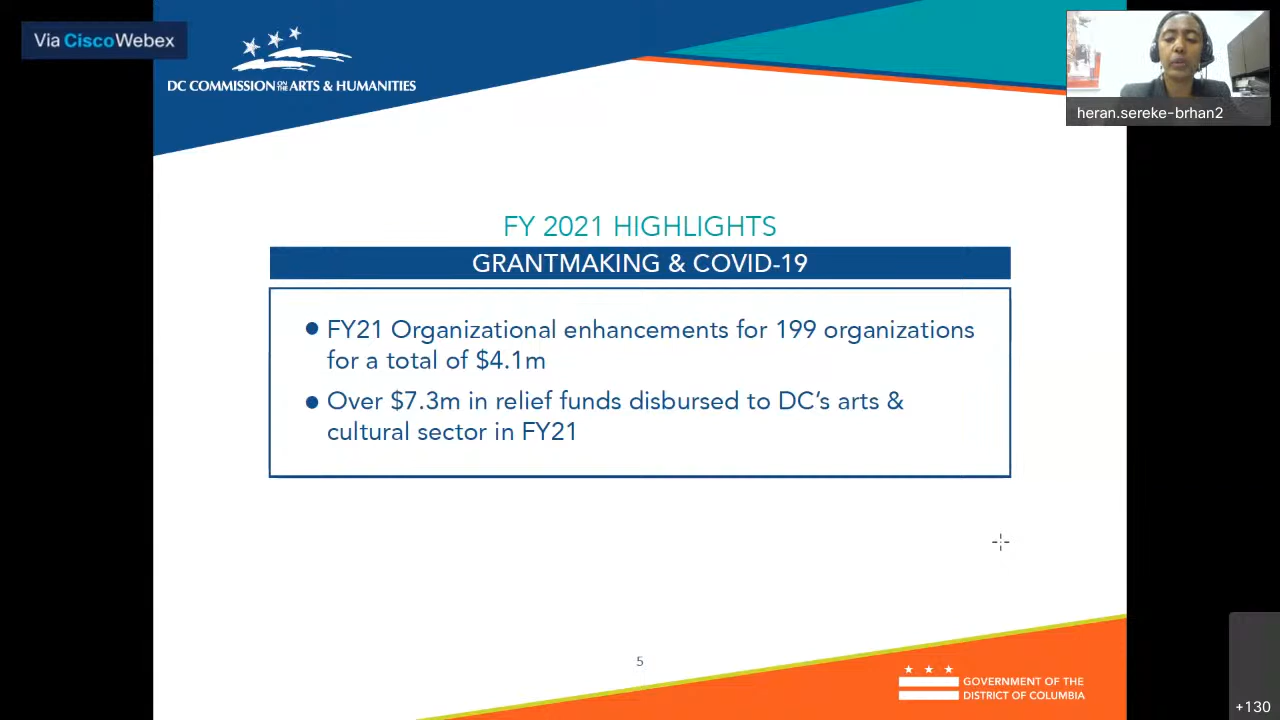 Via CiscoWebex
DC COMMISSION ON THE ARTS & HUMANITIES
heran.sereke-brhan2
FY 2021 HIGHLIGHTS
GRANTMAKING & COVID-19
• FY21 Organizational enhancements for 199 organizations
for a total of $4.1m
• Over $7.3m in relief funds disbursed to DC's arts &
cultural sector in FY21
5
GOVERNMENT OF THE
DISTRICT OF COLUMBIA
+130